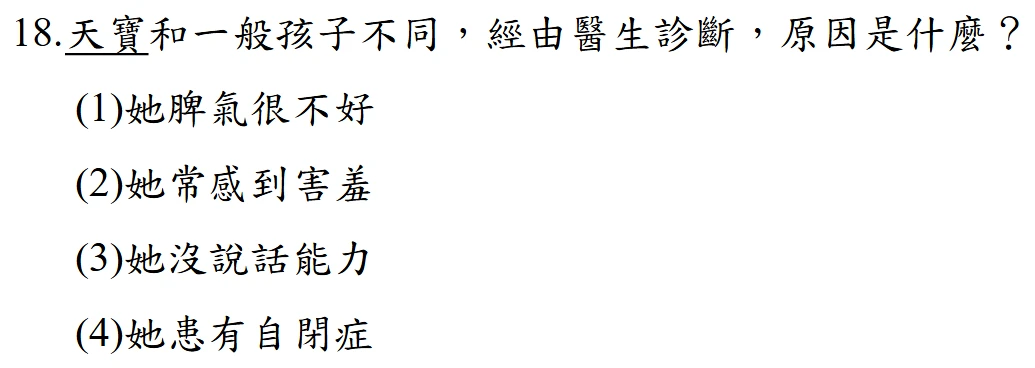 18.天寶和一般孩子不同，經由醫生診斷，原因是什麼？
(1)她脾氣很不好
(2)她常感到害羞
(3)她沒說話能力
(4)她患有自閉症